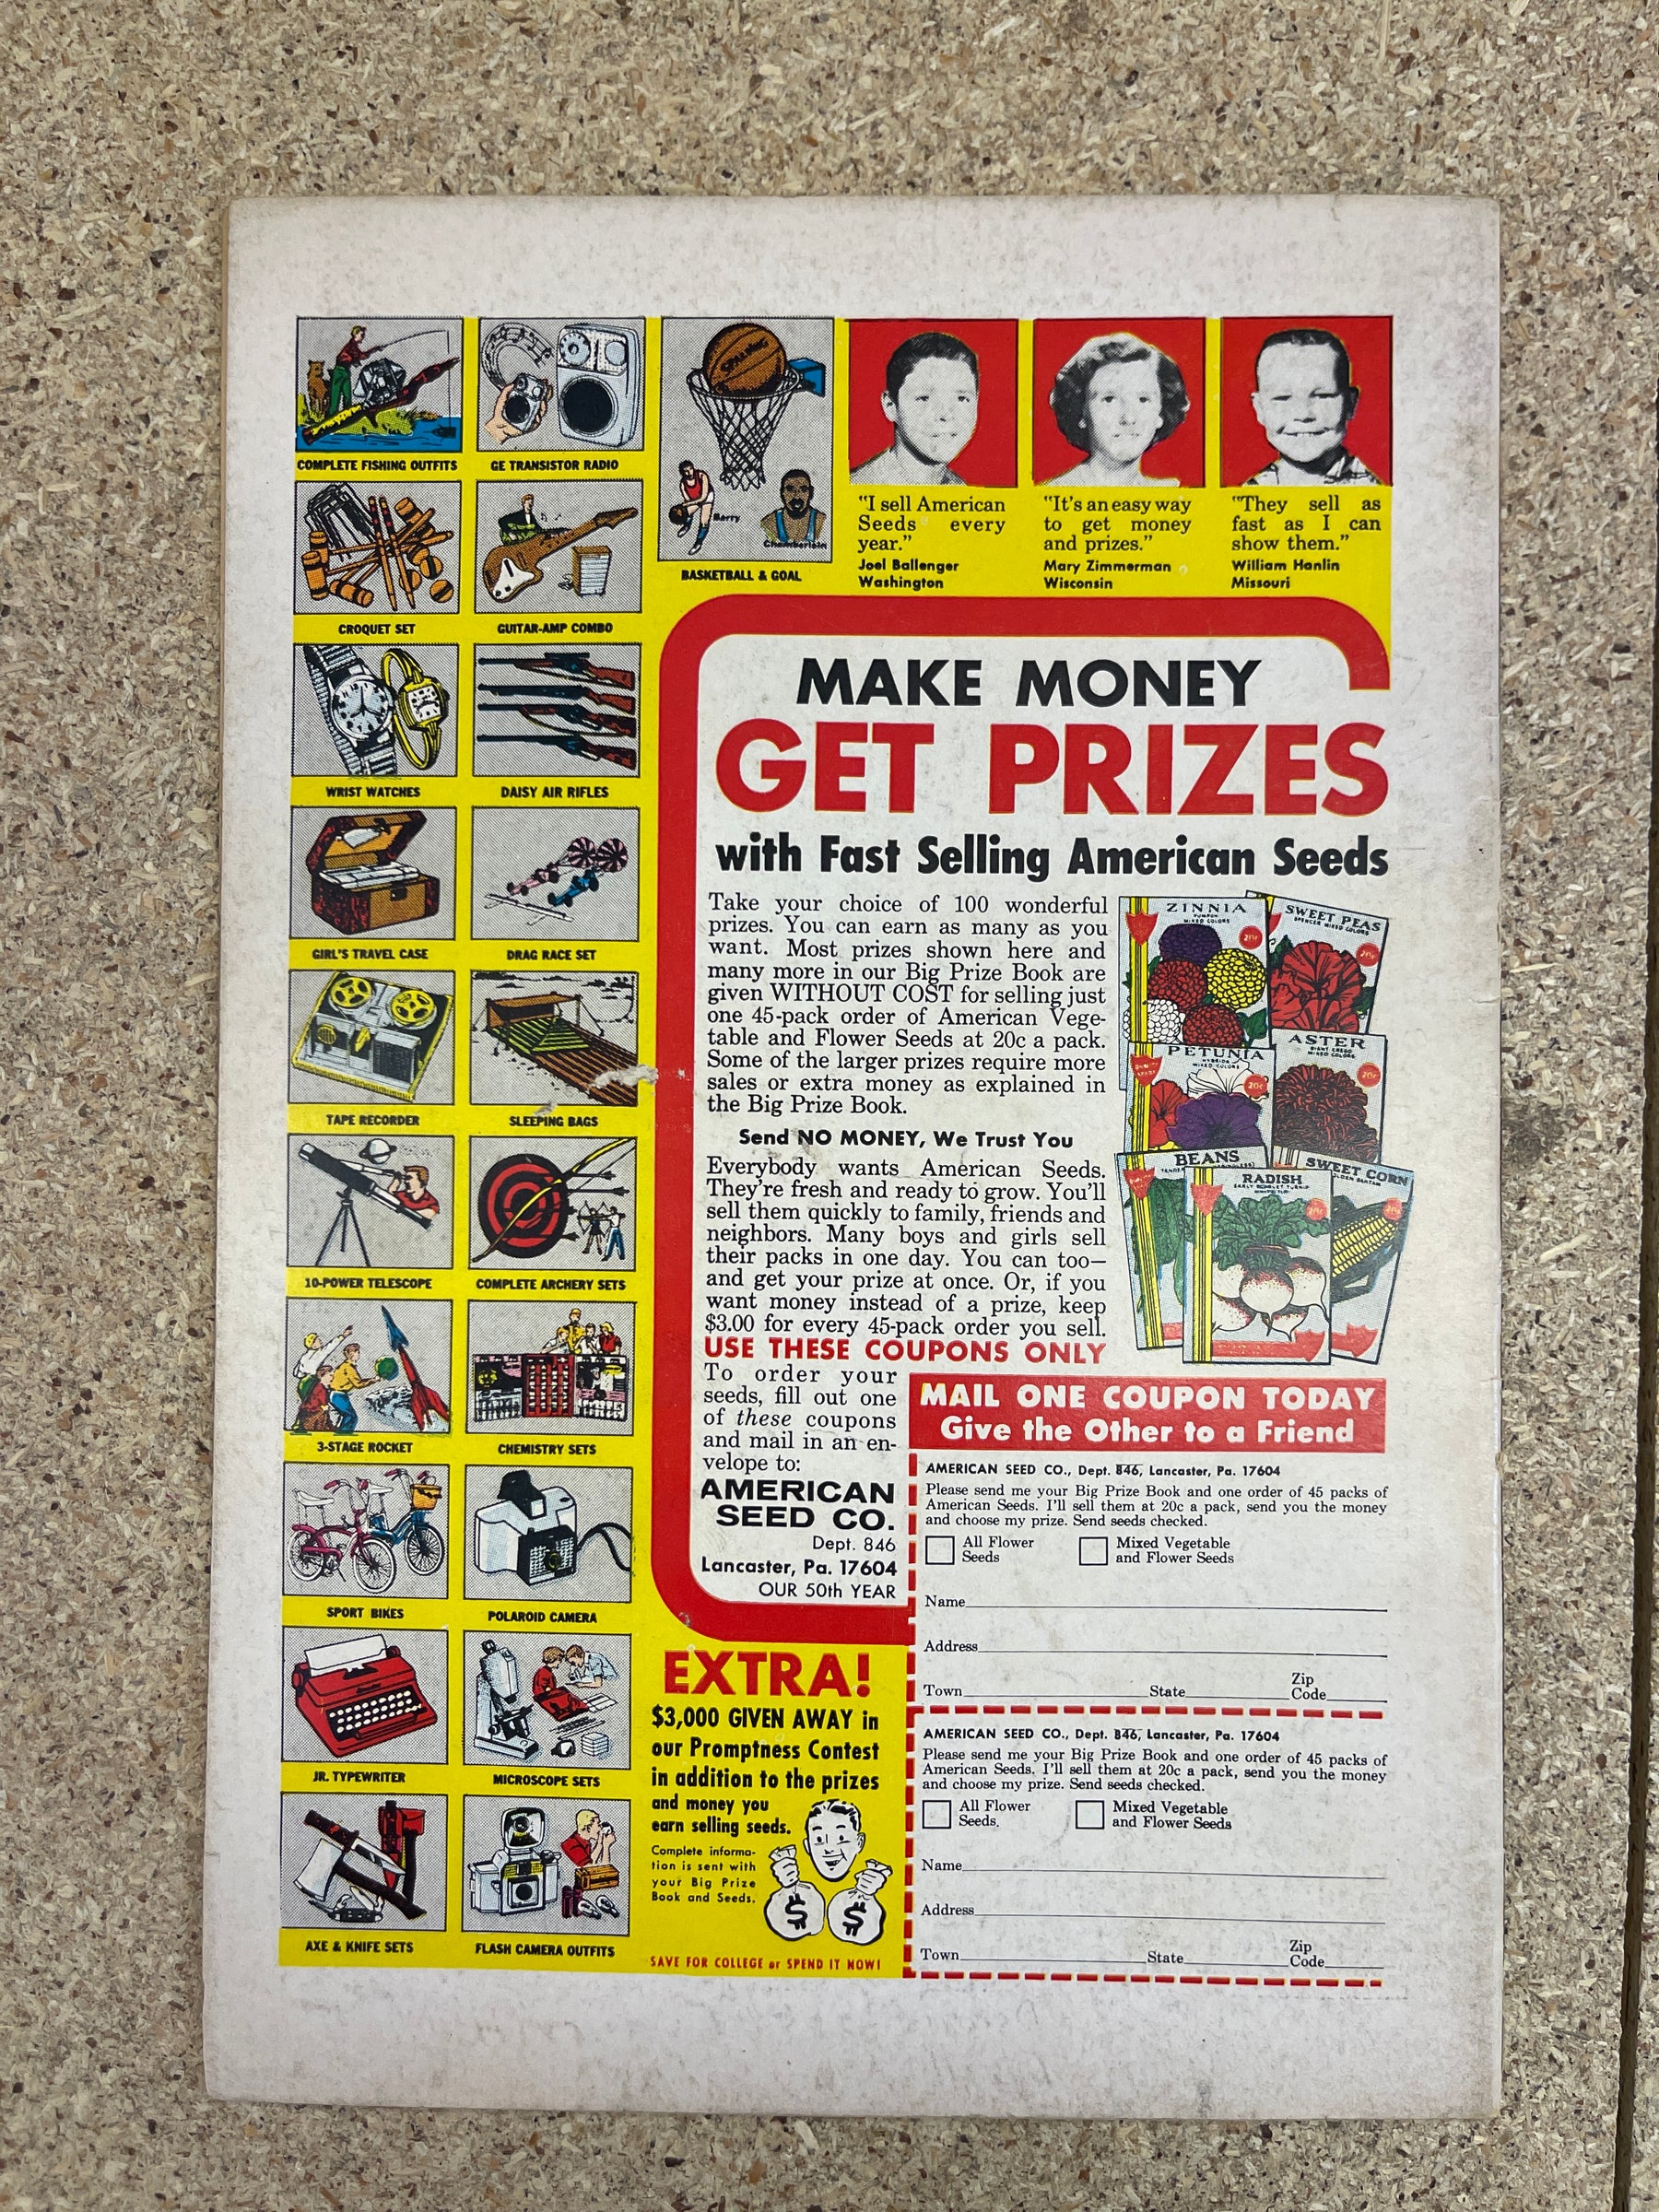 COMPLETE FISHING OUTFITS
GE TRANSISTOR RADIO
SPALDING
Barry
Chamberlain
BASKETBALL & GOAL
"I sell American
Seeds every
year."
Joel Ballenger
Washington
"It's an easy way
to get money
and prizes."
Mary Zimmerman
Wisconsin
"They sell as
fast as I can
show them."
William Hanlin
Missouri
CROQUET SET
GUITAR-AMP COMBO
WRIST WATCHES
DAISY AIR RIFLES
GIRL'S TRAVEL CASE
DRAG RACE SET
TAPE RECORDER
SLEEPING BAGS
10-POWER TELESCOPE
COMPLETE ARCHERY SETS
3-STAGE ROCKET
CHEMISTRY SETS
SPORT BIKES
POLAROID CAMERA
JR. TYPEWRITER
MICROSCOPE SETS
AXE & KNIFE SETS
FLASH CAMERA OUTFITS
MAKE MONEY
GET PRIZES
with Fast Selling American Seeds
Take your choice of 100 wonderful
prizes. You can earn as many as you
want. Most prizes shown here and
many more in our Big Prize Book are
given WITHOUT COST for selling just
one 45-pack order of American Vege-
table and Flower Seeds at 20c a pack.
Some of the larger prizes require more
sales or extra money as explained in
the Big Prize Book.
Send NO MONEY, We Trust You
Everybody wants American Seeds.
They're fresh and ready to grow. You'll
sell them quickly to family, friends and
neighbors. Many boys and girls sell
their packs in one day. You can too—
and get your prize at once. Or, if you
want money instead of a prize, keep
$3.00 for every 45-pack order you sell.
USE THESE COUPONS ONLY
To order your
seeds, fill out one
of these coupons
and mail in an en-
velope to:
AMERICAN
SEED CO.
Dept. 846
Lancaster, Pa. 17604
OUR 50th YEAR
ZINNIA
MIXED COLORS
20c
SWEET PEAS
SPENCER MIXED COLORS
20c
PETUNIA
MIXED COLORS
20c
ASTER
MIXED COLORS
20c
BEANS
RADISH
20c
SWEET CORN
20c
MAIL ONE COUPON TODAY
Give the Other to a Friend
AMERICAN SEED CO., Dept. 846, Lancaster, Pa. 17604
Please send me your Big Prize Book and one order of 45 packs of
American Seeds. I'll sell them at 20c a pack, send you the money
and choose my prize. Send seeds checked.
All Flower
Seeds
Mixed Vegetable
and Flower Seeds
Name
Address
Town State Zip
Code
AMERICAN SEED CO., Dept. 846, Lancaster, Pa. 17604
Please send me your Big Prize Book and one order of 45 packs of
American Seeds. I'll sell them at 20c a pack, send you the money
and choose my prize. Send seeds checked.
All Flower
Seeds.
Mixed Vegetable
and Flower Seeds
Name
Address
Town State Zip
Code
EXTRA!
$3,000 GIVEN AWAY in
our Promptness Contest
in addition to the prizes
and money you
earn selling seeds.
Complete informa-
tion is sent with
your Big Prize
Book and Seeds.
$ $
SAVE FOR COLLEGE or SPEND IT NOW!